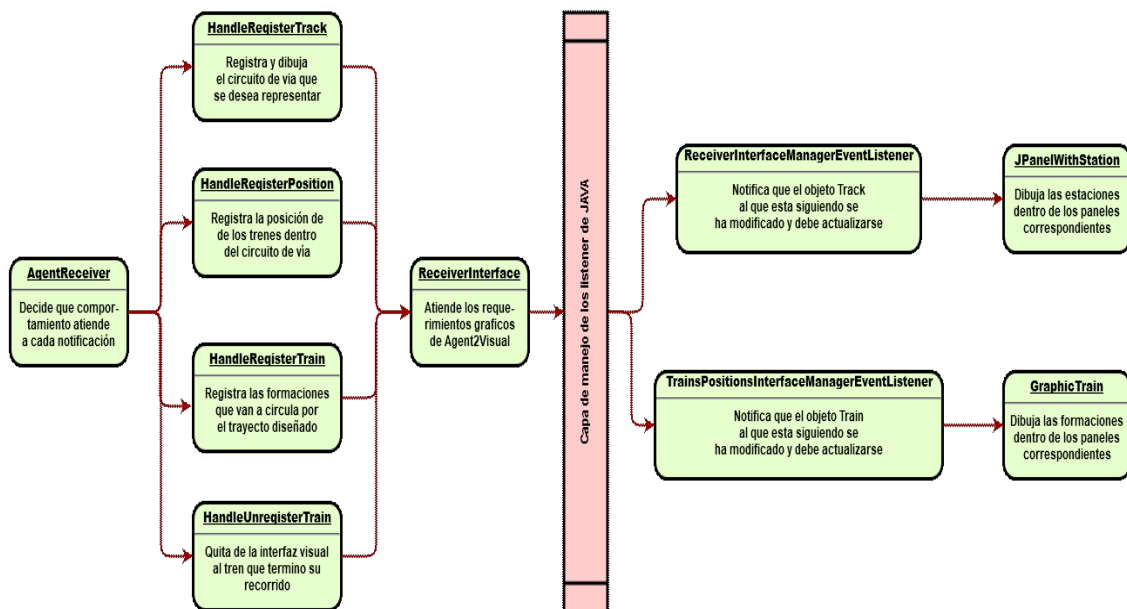 HandleRegisterTrack
Registra y dibuja
el circuito de via que
se desea representar
HandleRegisterPosition
Registra la posición de
de los trenes dentro
del circuito de vía
AgentReceiver
Decide que compor-
tamiento atiende
a cada notificación
HandleRegisterTrain
Registra las formaciones
que van a circula por
el trayecto diseñado
HandleUnregisterTrain
Quita de la interfaz visual
al tren que termino su
recorrido
ReceiverInterface
Atiende los reque-
rimientos graficos
de Agent2Visual
Capa de manejo de los listener de JAVA
ReceiverInterfaceManagerEventListener
Notifica que el objeto Track
al que esta siguiendo se
ha modificado y debe actualizarse
JPanelWithStation
Dibuja las estaciones
dentro de los paneles
correspondientes
TrainsPositionsInterfaceManagerEventListener
Notifica que el objeto Train
al que esta siguiendo se
ha modificado y debe actualizarse
GraphicTrain
Dibuja las formaciones
dentro de los paneles
correspondientes